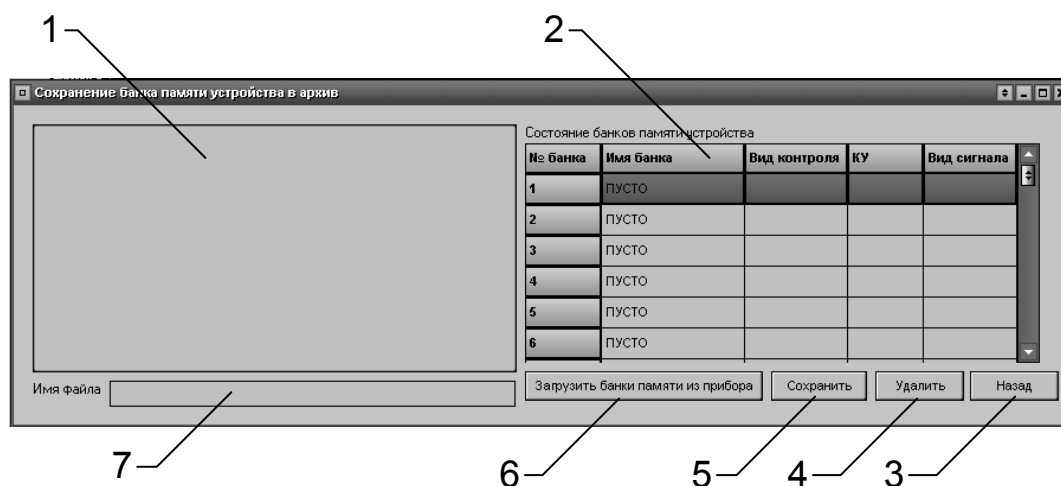 1
2
Сохранение банка памяти устройства в архив
Состояние банков памяти устройства
№ банка Имя банка Вид контроля КУ Вид сигнала
1 ПУСТО
2 ПУСТО
3 ПУСТО
4 ПУСТО
5 ПУСТО
6 ПУСТО
Имя файла
Загрузить банки памяти из прибора Сохранить Удалить Назад
7
6
5
4
3